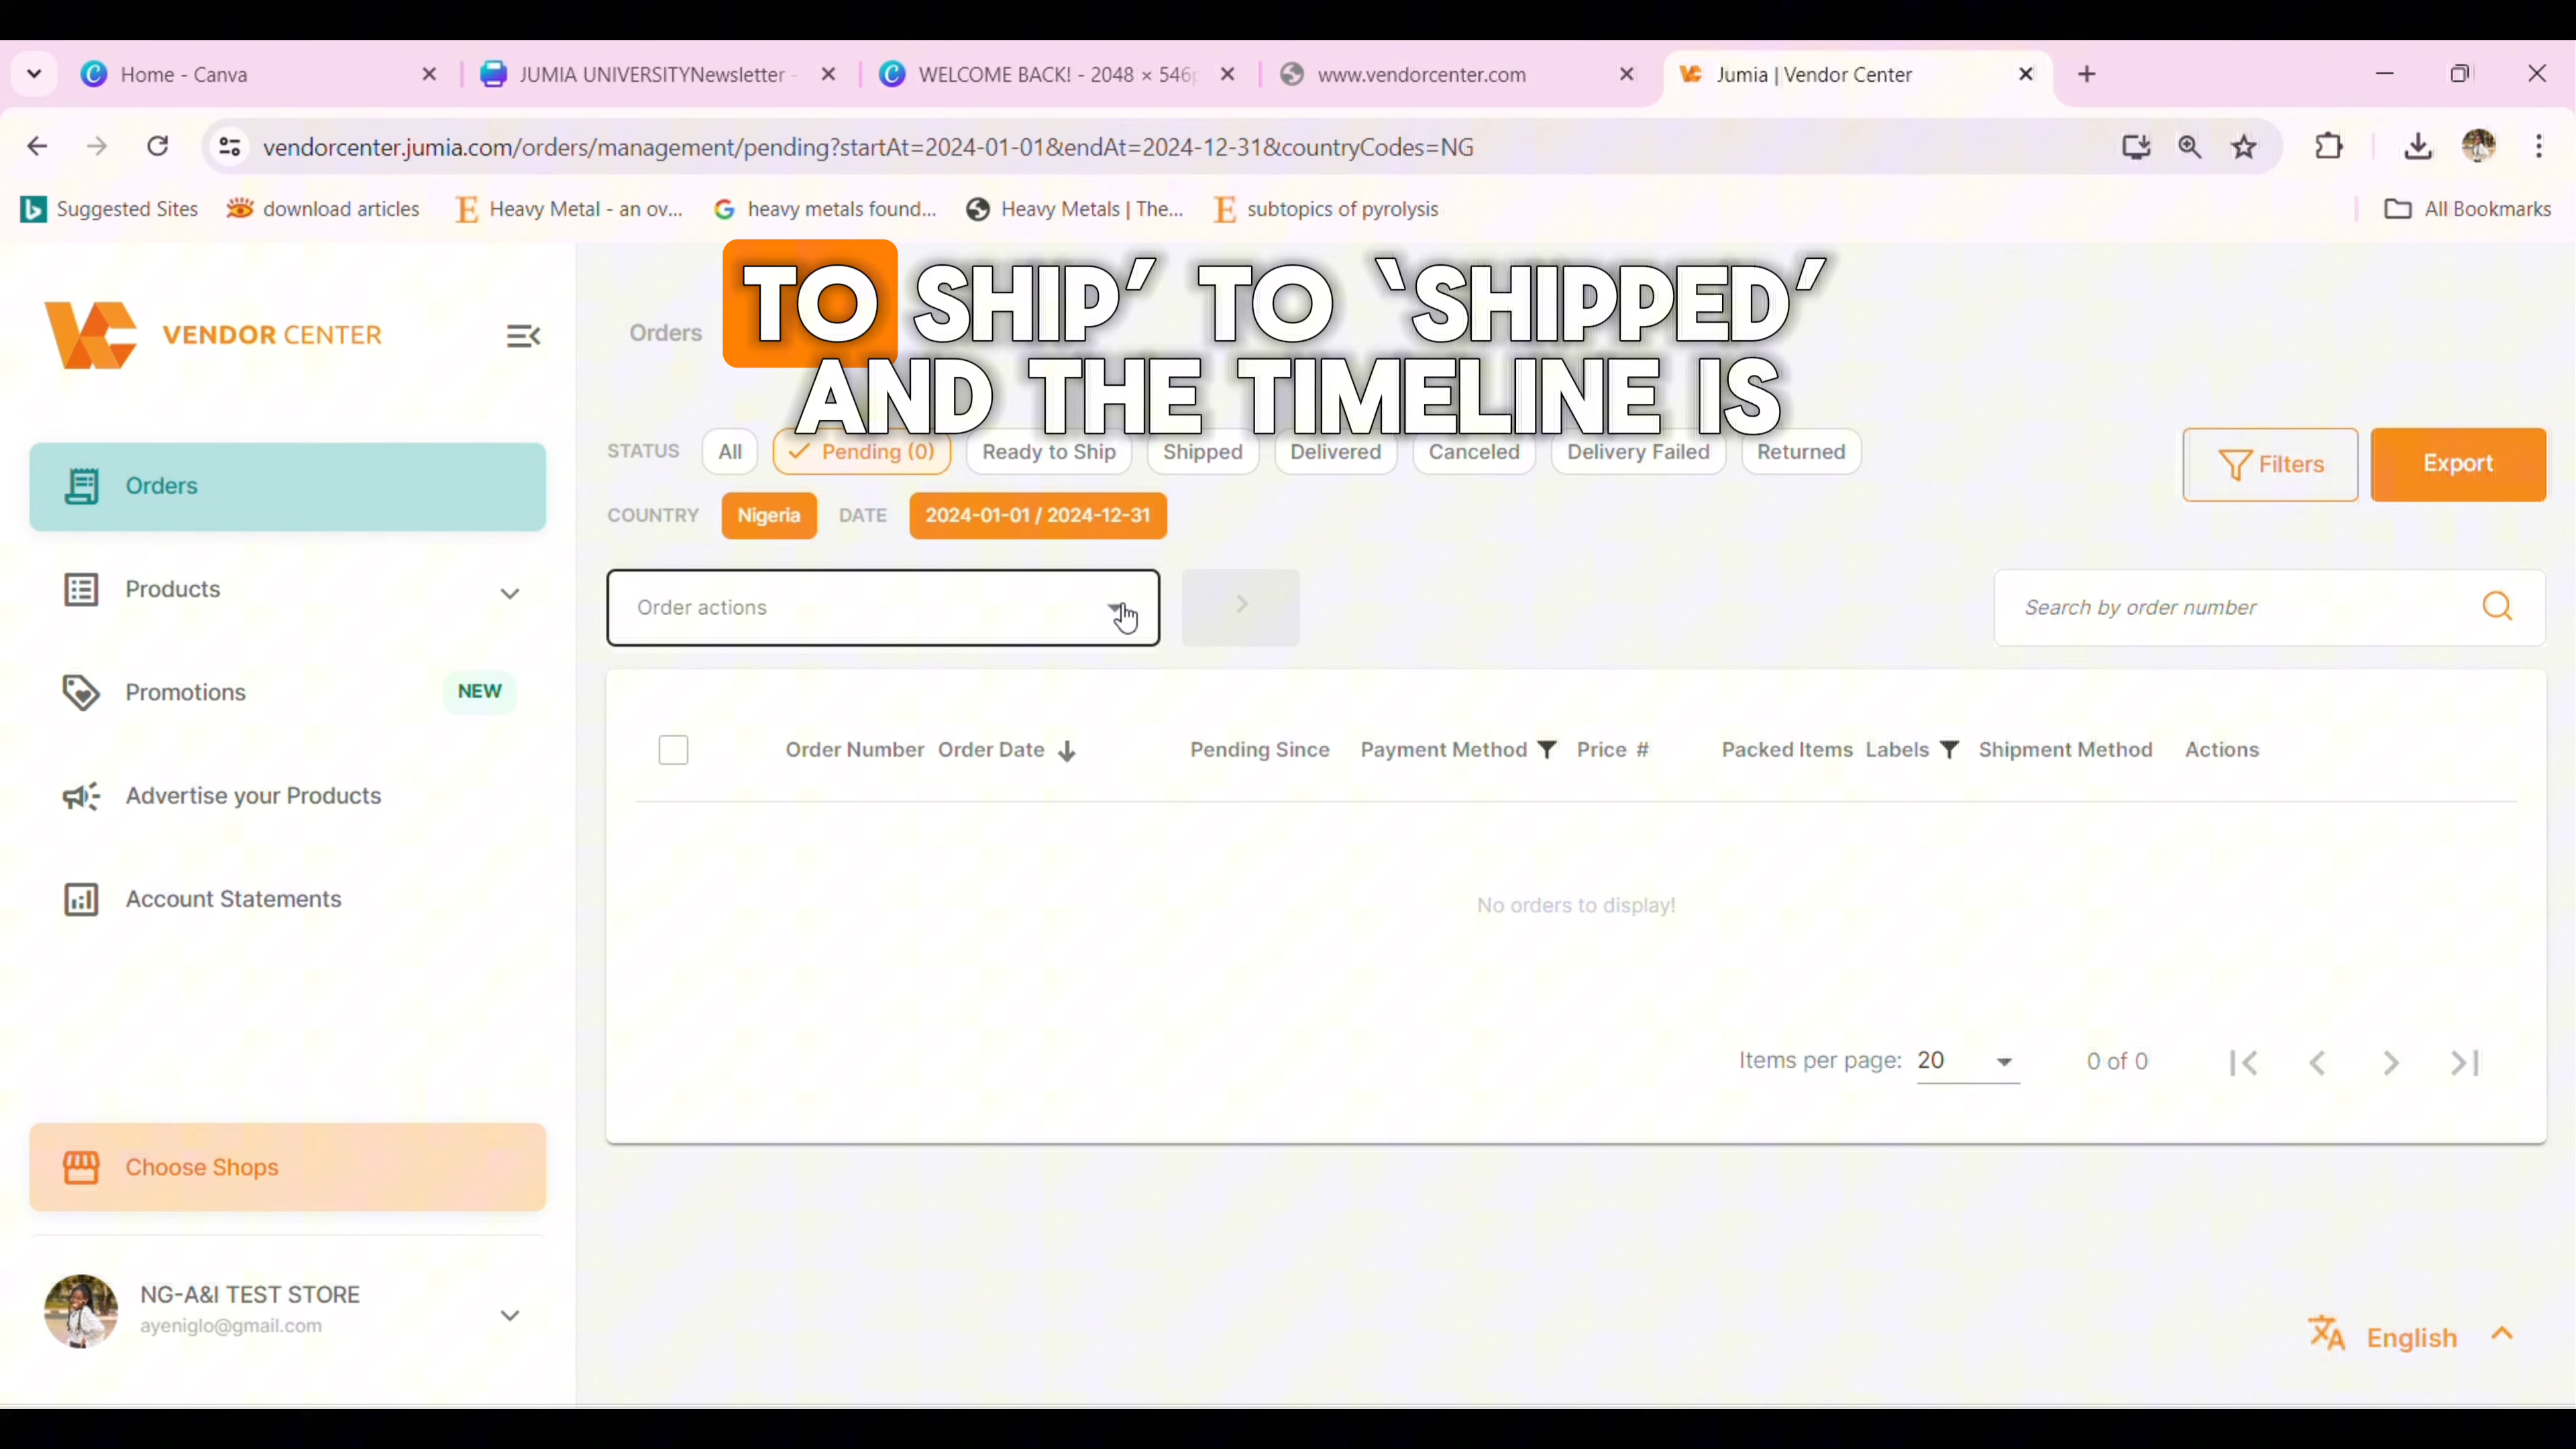 Home - Canva
JUMIA UNIVERSITYNewsletter -
WELCOME BACK! - 2048 × 546p
www.vendorcenter.com
Jumia | Vendor Center
vendorcenter.jumia.com/orders/management/pending?startAt=2024-01-01&endAt=2024-12-31&countryCodes=NG
Suggested Sites
download articles
Heavy Metal - an ov...
heavy metals found...
Heavy Metals | The...
subtopics of pyrolysis
All Bookmarks
VENDOR CENTER
Orders
TO SHIP' TO ‘SHIPPED'
AND THE TIMELINE IS
STATUS All Pending (0) Ready to Ship Shipped Delivered Canceled Delivery Failed Returned
Filters
Export
COUNTRY Nigeria DATE 2024-01-01 / 2024-12-31
Orders
Products
Promotions NEW
Advertise your Products
Account Statements
Order actions
Search by order number
Order Number Order Date Pending Since Payment Method Price # Packed Items Labels Shipment Method Actions
No orders to display!
Items per page: 20 0 of 0
Choose Shops
NG-A&I TEST STORE
ayeniglo@gmail.com
English